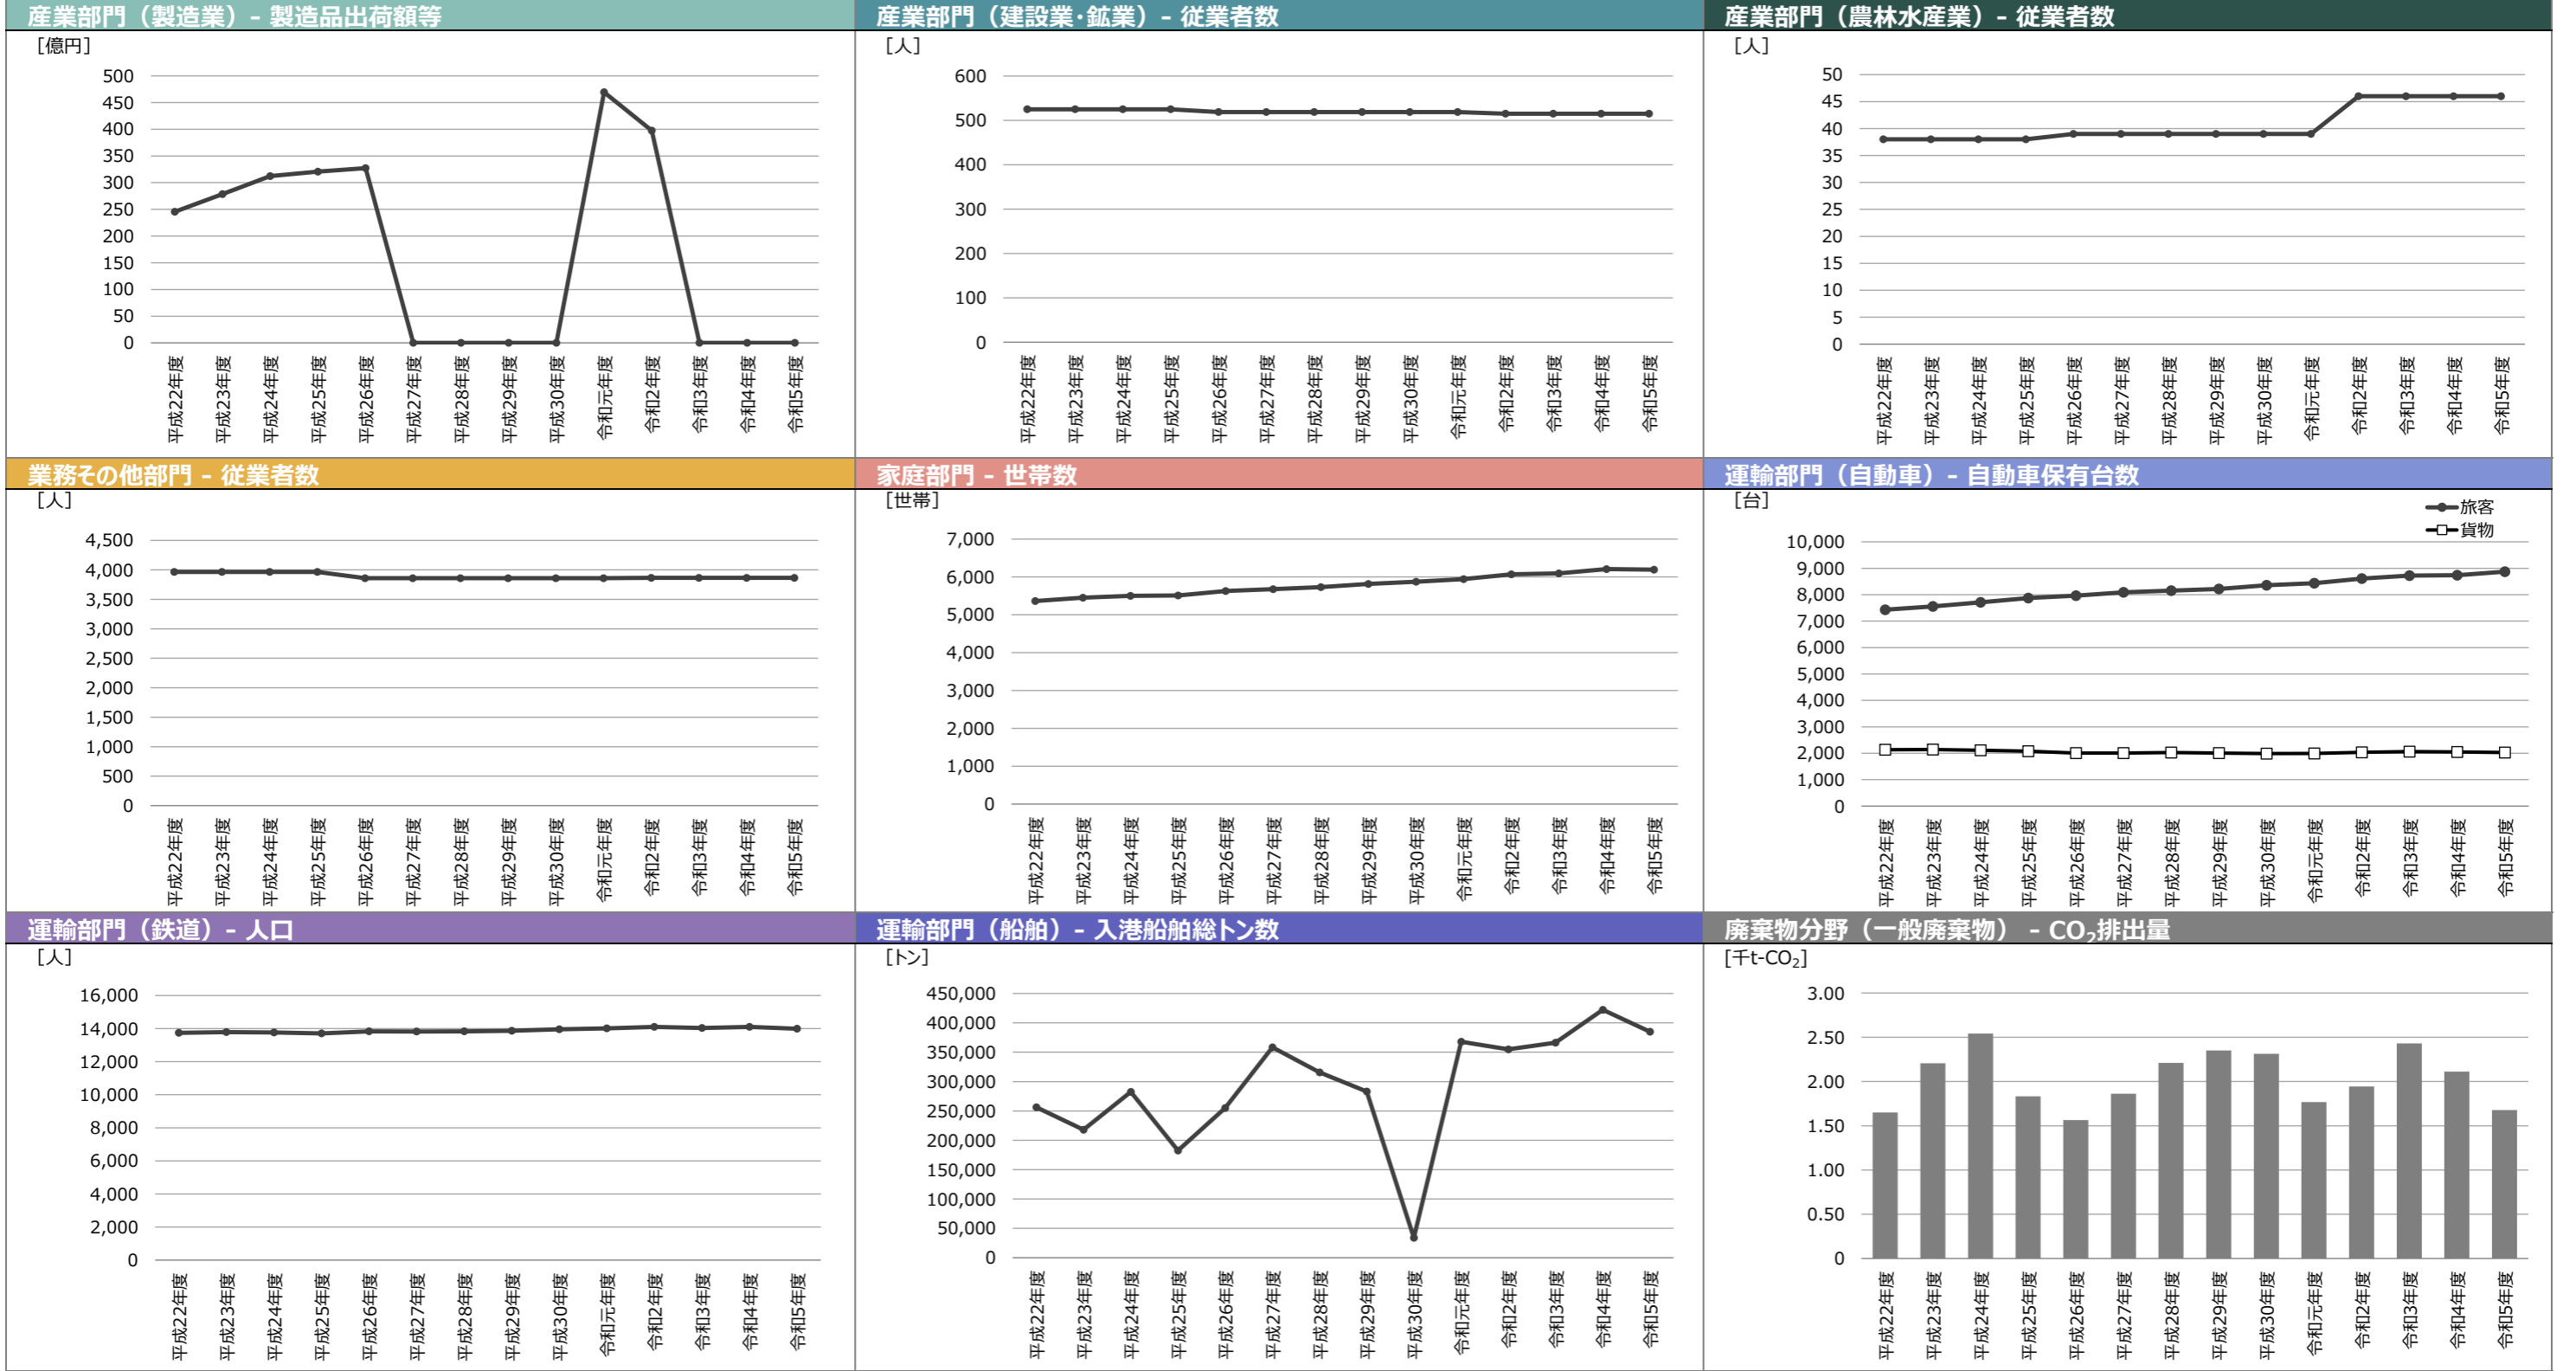 産業部門（製造業）- 製造品出荷額等
[億円]
500
450
400
350
300
250
200
150
100
50
0
平成22年度
平成23年度
平成24年度
平成25年度
平成26年度
平成27年度
平成28年度
平成29年度
平成30年度
令和元年度
令和2年度
令和3年度
令和4年度
令和5年度
産業部門（建設業･鉱業）- 従業者数
[人]
600
500
400
300
200
100
0
平成22年度
平成23年度
平成24年度
平成25年度
平成26年度
平成27年度
平成28年度
平成29年度
平成30年度
令和元年度
令和2年度
令和3年度
令和4年度
令和5年度
産業部門（農林水産業）- 従業者数
[人]
50
45
40
35
30
25
20
15
10
5
0
平成22年度
平成23年度
平成24年度
平成25年度
平成26年度
平成27年度
平成28年度
平成29年度
平成30年度
令和元年度
令和2年度
令和3年度
令和4年度
令和5年度
業務その他部門 - 従業者数
[人]
4,500
4,000
3,500
3,000
2,500
2,000
1,500
1,000
500
0
平成22年度
平成23年度
平成24年度
平成25年度
平成26年度
平成27年度
平成28年度
平成29年度
平成30年度
令和元年度
令和2年度
令和3年度
令和4年度
令和5年度
家庭部門 - 世帯数
[世帯]
7,000
6,000
5,000
4,000
3,000
2,000
1,000
0
平成22年度
平成23年度
平成24年度
平成25年度
平成26年度
平成27年度
平成28年度
平成29年度
平成30年度
令和元年度
令和2年度
令和3年度
令和4年度
令和5年度
運輸部門（自動車）- 自動車保有台数
[台]
旅客
貨物
10,000
9,000
8,000
7,000
6,000
5,000
4,000
3,000
2,000
1,000
0
平成22年度
平成23年度
平成24年度
平成25年度
平成26年度
平成27年度
平成28年度
平成29年度
平成30年度
令和元年度
令和2年度
令和3年度
令和4年度
令和5年度
運輸部門（鉄道）- 人口
[人]
16,000
14,000
12,000
10,000
8,000
6,000
4,000
2,000
0
平成22年度
平成23年度
平成24年度
平成25年度
平成26年度
平成27年度
平成28年度
平成29年度
平成30年度
令和元年度
令和2年度
令和3年度
令和4年度
令和5年度
運輸部門（船舶）- 入港船舶総トン数
[トン]
450,000
400,000
350,000
300,000
250,000
200,000
150,000
100,000
50,000
0
平成22年度
平成23年度
平成24年度
平成25年度
平成26年度
平成27年度
平成28年度
平成29年度
平成30年度
令和元年度
令和2年度
令和3年度
令和4年度
令和5年度
廃棄物分野（一般廃棄物） - CO₂排出量
[千t-CO₂]
3.00
2.50
2.00
1.50
1.00
0.50
0
平成22年度
平成23年度
平成24年度
平成25年度
平成26年度
平成27年度
平成28年度
平成29年度
平成30年度
令和元年度
令和2年度
令和3年度
令和4年度
令和5年度